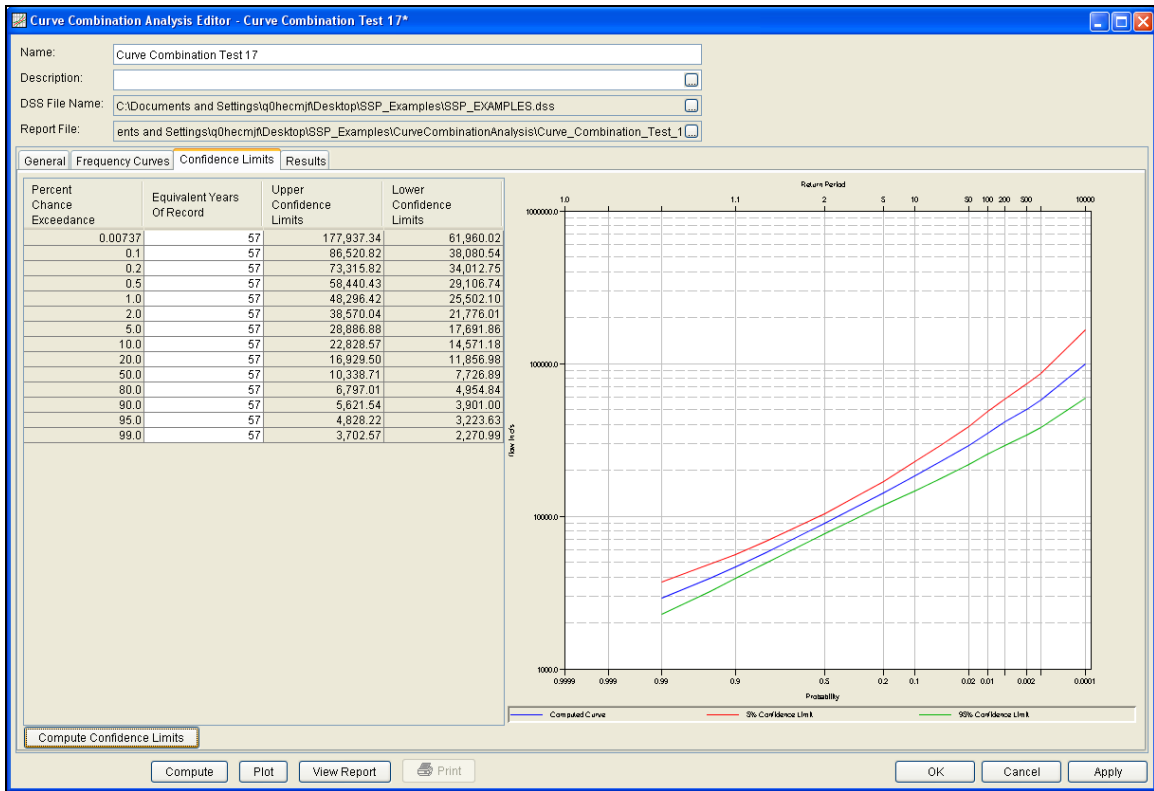 Curve Combination Analysis Editor - Curve Combination Test 17*
Name: Curve Combination Test 17
Description:
...
DSS File Name: C:\Documents and Settings\q0hecmjf\Desktop\SSP_Examples\SSP_EXAMPLES.dss ...
Report File: ents and Settings\q0hecmjf\Desktop\SSP_Examples\CurveCombinationAnalysis\Curve_Combination_Test_1 ...
General Frequency Curves Confidence Limits Results
Percent Chance Exceedance Equivalent Years Of Record Upper Confidence Limits Lower Confidence Limits
0.00737 57 177,937.34 61,960.02
0.1 57 86,520.82 38,080.54
0.2 57 73,315.82 34,012.75
0.5 57 58,440.43 29,106.74
1.0 57 48,296.42 25,502.10
2.0 57 38,570.04 21,776.01
5.0 57 28,886.88 17,691.86
10.0 57 22,828.57 14,571.18
20.0 57 16,929.50 11,856.98
50.0 57 10,338.71 7,726.89
80.0 57 6,797.01 4,954.84
90.0 57 5,621.54 3,901.00
95.0 57 4,828.22 3,223.63
99.0 57 3,702.57 2,270.99
Return Period
1.0 1.1 2 5 10 50 100 200 500 10000
1000000.0
100000.0
10000.0
1000.0
Flow in cfs
0.9999 0.999 0.99 0.9 0.5 0.2 0.1 0.02 0.01 0.002 0.0001
Probability
Computed Curve 5% Confidence Limit 95% Confidence Limit
Compute Confidence Limits
Compute Plot View Report Print OK Cancel Apply